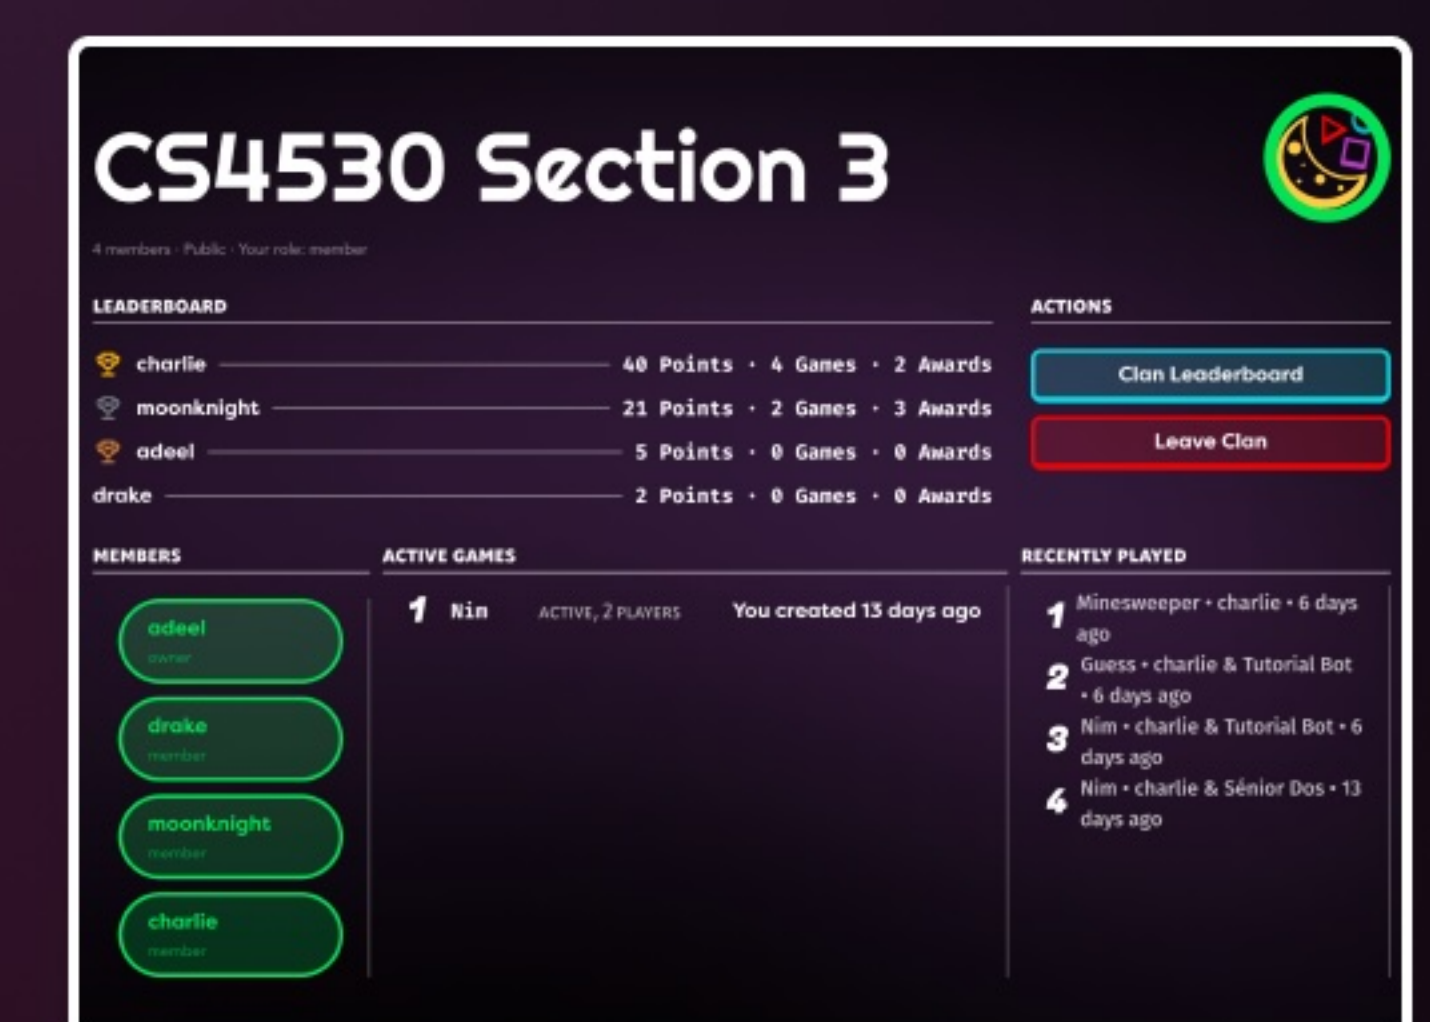 CS4530 Section 3
4 members · Public · Your role: member
LEADERBOARD
charlie 40 Points · 4 Games · 2 Awards
moonknight 21 Points · 2 Games · 3 Awards
adeel 5 Points · 0 Games · 0 Awards
drake 2 Points · 0 Games · 0 Awards
ACTIONS
Clan Leaderboard
Leave Clan
MEMBERS
adeel
owner
drake
member
moonknight
member
charlie
member
ACTIVE GAMES
1 Nim ACTIVE, 2 PLAYERS You created 13 days ago
RECENTLY PLAYED
1 Minesweeper • charlie • 6 days
ago
2 Guess • charlie & Tutorial Bot
• 6 days ago
3 Nim • charlie & Tutorial Bot • 6
days ago
4 Nim • charlie & Sénior Dos • 13
days ago